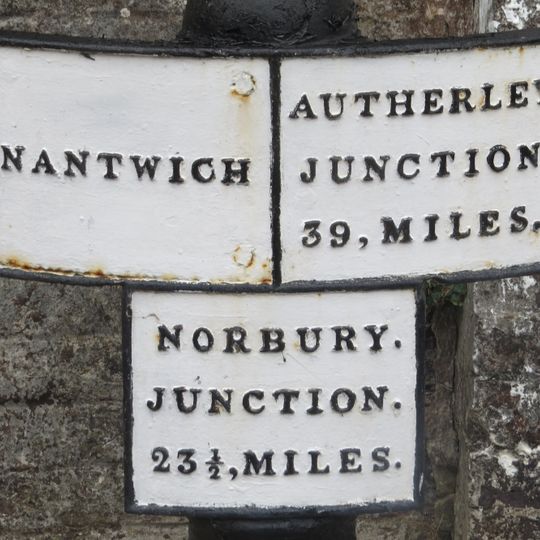 NANTWICH
AUTHERLEY
JUNCTION
39, MILES.
NORBURY.
JUNCTION.
23½, MILES.